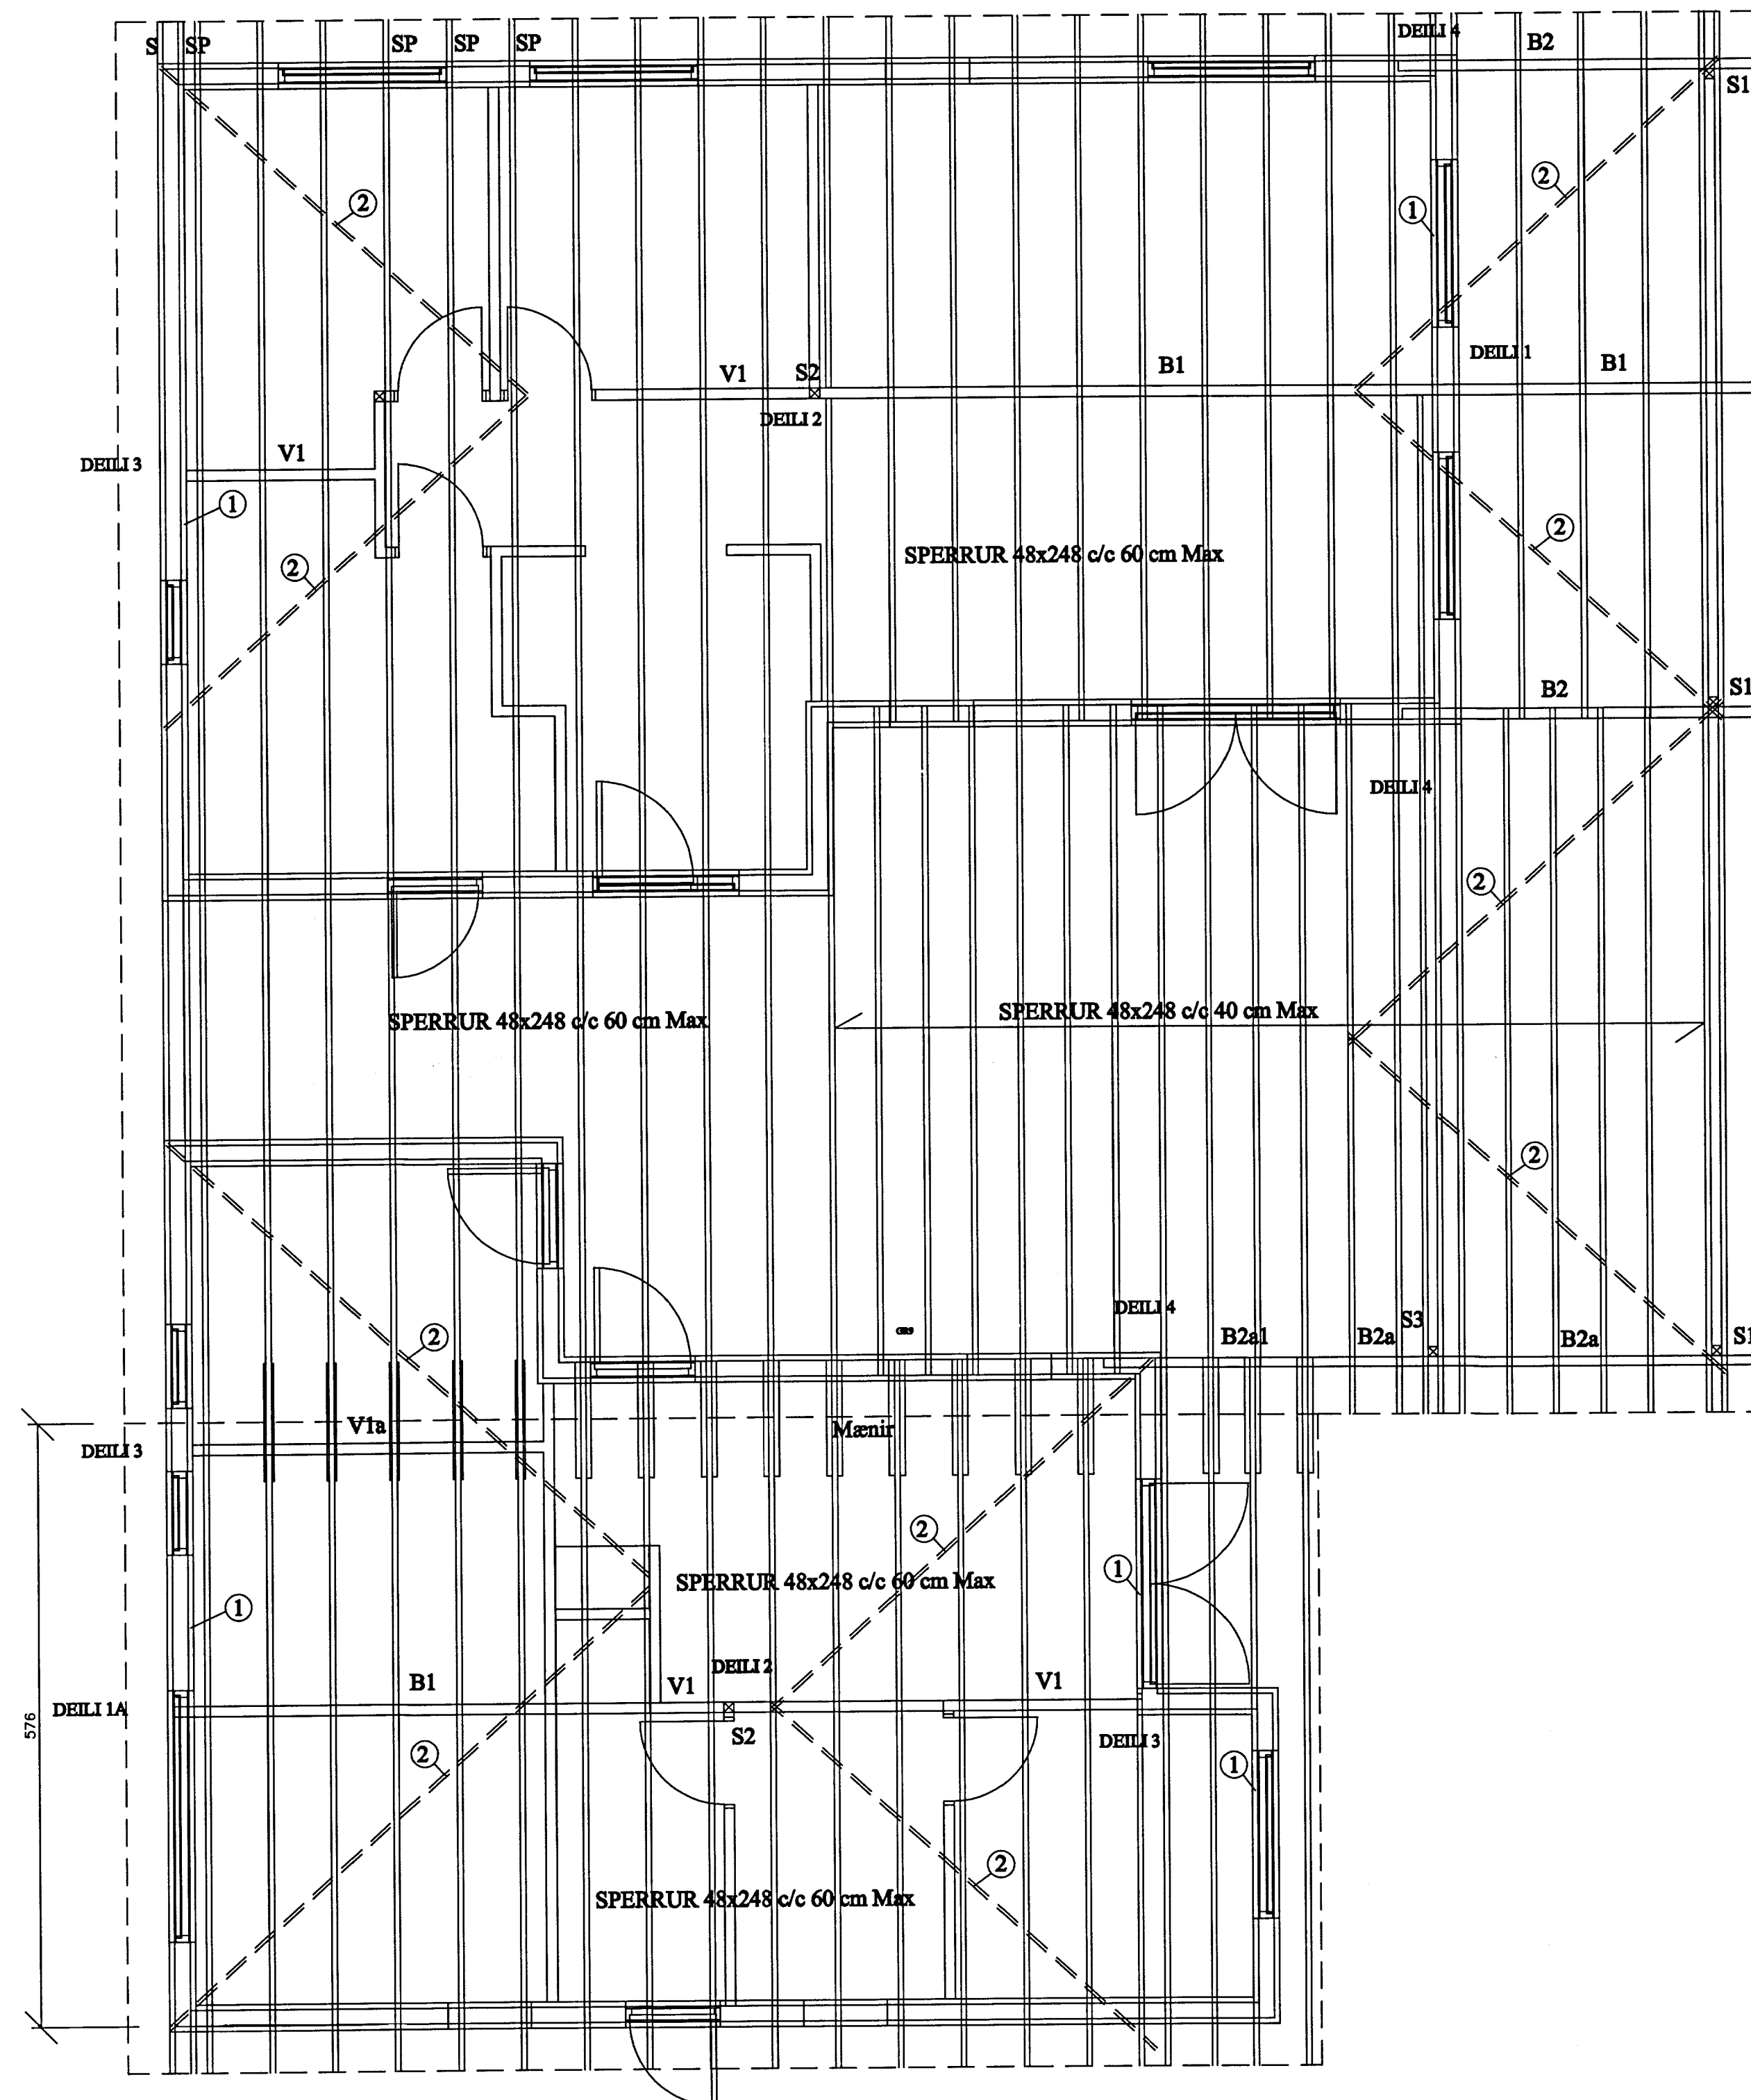 DEILI 4
S SP SP SP SP B2
S1
2 2
1
DEILI 1
B1 B1
V1 S2
DEILI 2
V1
DEILI 3
1
2
2
SPERRUR 48x248 c/c 60 cm Max
B2 S1
DEILI 4
2
SPERRUR 48x248 c/c 60 cm Max
SPERRUR 48x248 c/c 40 cm Max
2
DEILI 4
S3
2
B2a1 B2a B2a S1
V1a Mænir
DEILI 3
2
1
SPERRUR 48x248 c/c 60 cm Max
1
DEILI 2
B1 V1 V1
DEILI 1A
576
S2
DEILI 3
2
1
2
SPERRUR 48x248 c/c 60 cm Max